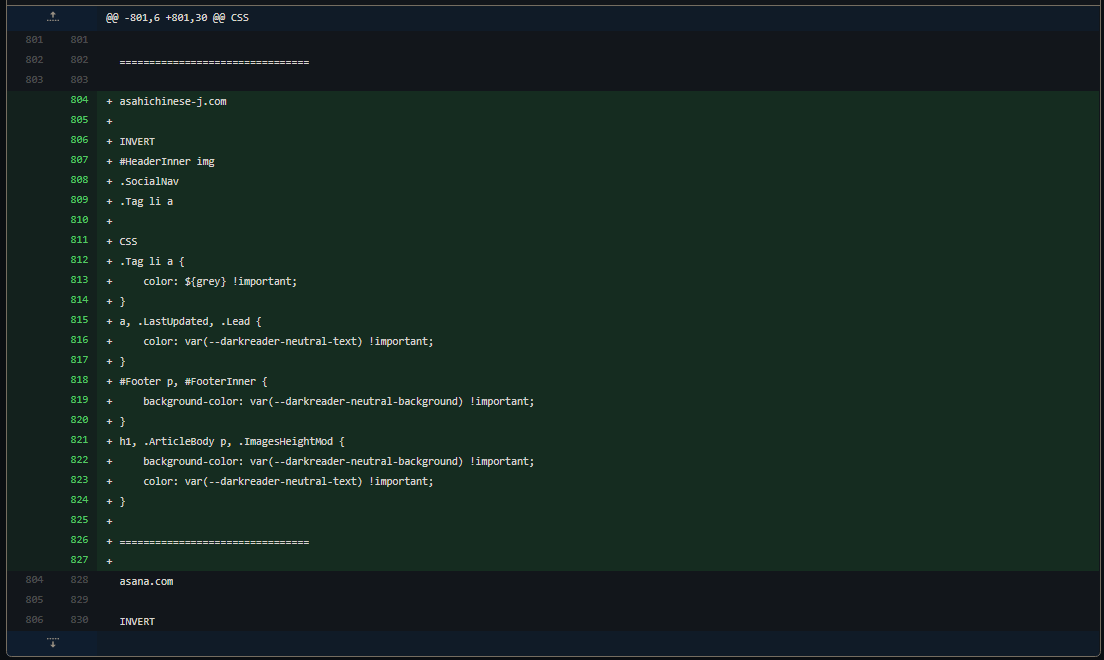 @@ -801,6 +801,30 @@ CSS
801 801
802 802 ================================
803 803
804 + asahichinese-j.com
805 +
806 + INVERT
807 + #HeaderInner img
808 + .SocialNav
809 + .Tag li a
810 +
811 + CSS
812 + .Tag li a {
813 +     color: ${grey} !important;
814 + }
815 + a, .LastUpdated, .Lead {
816 +     color: var(--darkreader-neutral-text) !important;
817 + }
818 + #Footer p, #FooterInner {
819 +     background-color: var(--darkreader-neutral-background) !important;
820 + }
821 + h1, .ArticleBody p, .ImagesHeightMod {
822 +     background-color: var(--darkreader-neutral-background) !important;
823 +     color: var(--darkreader-neutral-text) !important;
824 + }
825 +
826 + ================================
827 +
804 828 asana.com
805 829
806 830 INVERT